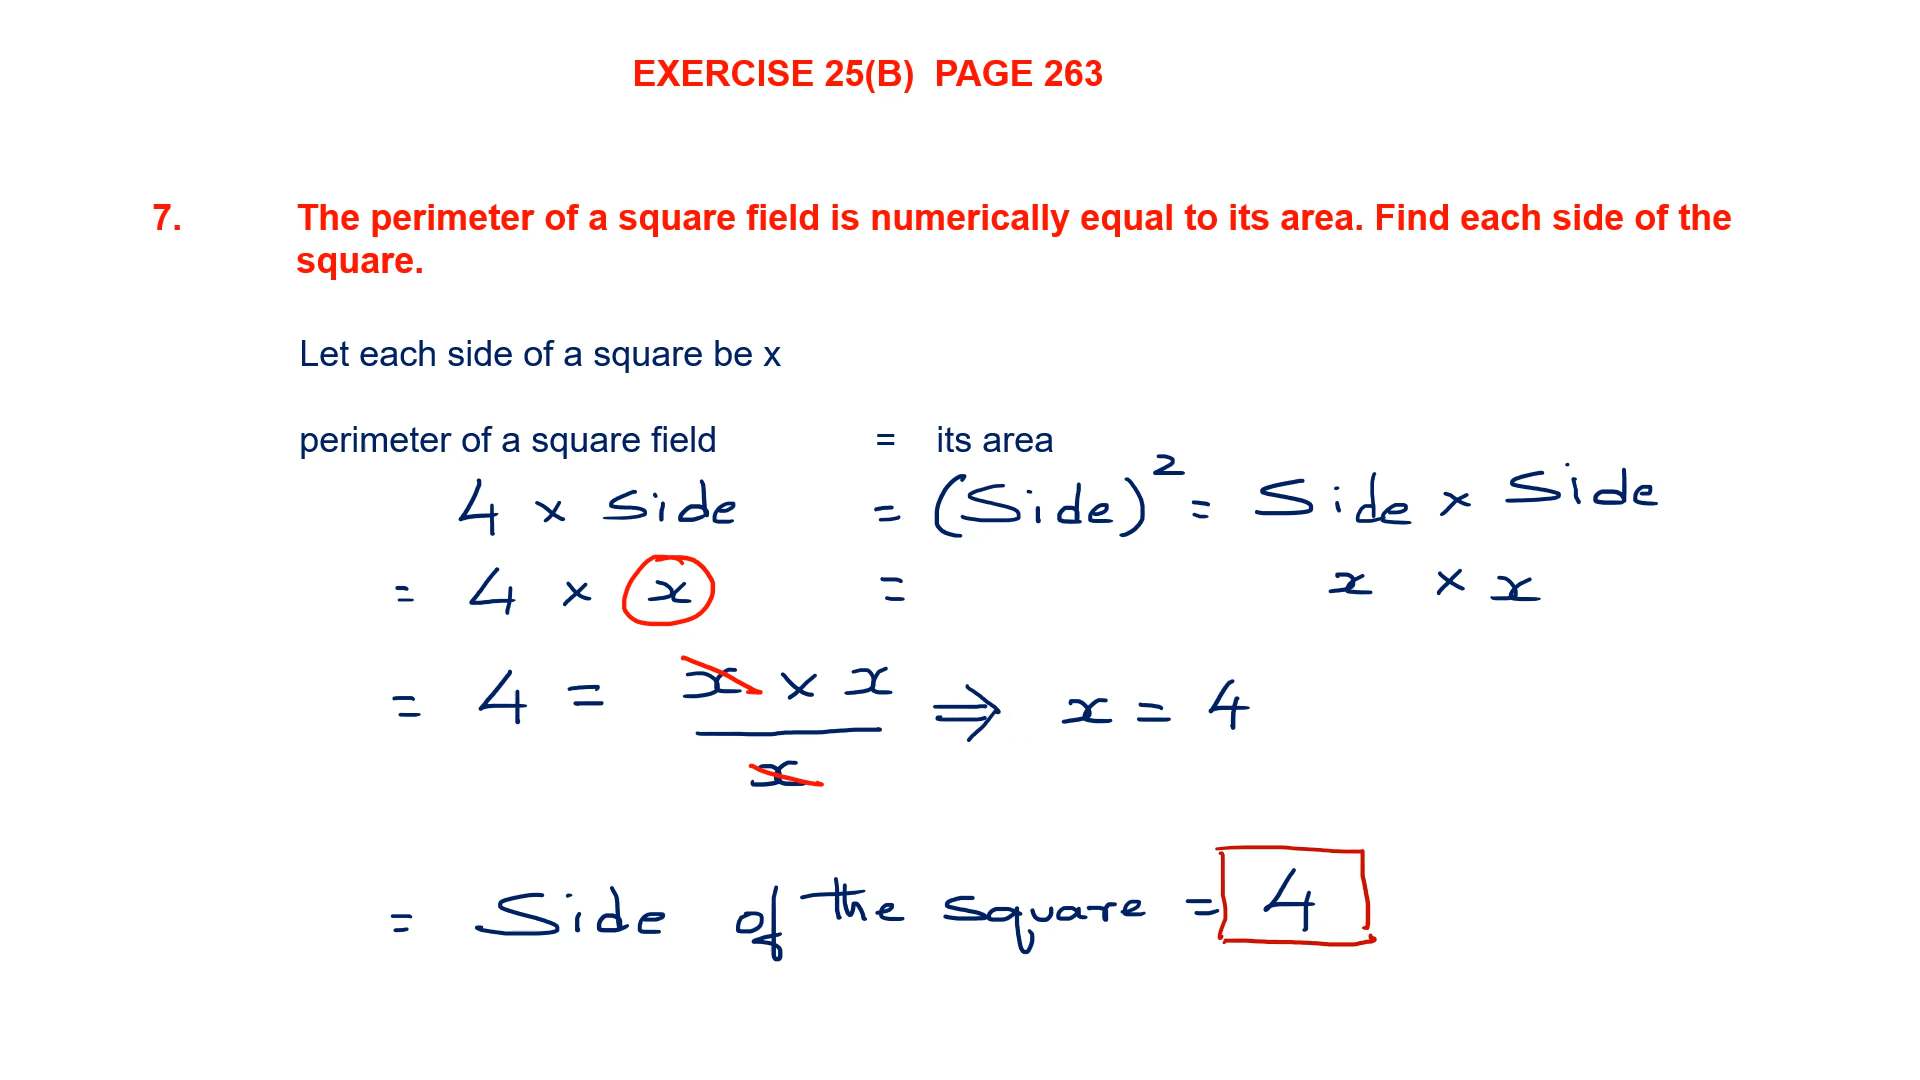 EXERCISE 25(B) PAGE 263
7. The perimeter of a square field is numerically equal to its area. Find each side of the
square.
Let each side of a square be x
perimeter of a square field = its area
4 × Side = (Side)² = Side × Side
= 4 × x = x × x
= 4 = x × x / x ⇒ x = 4
= Side of the square = 4